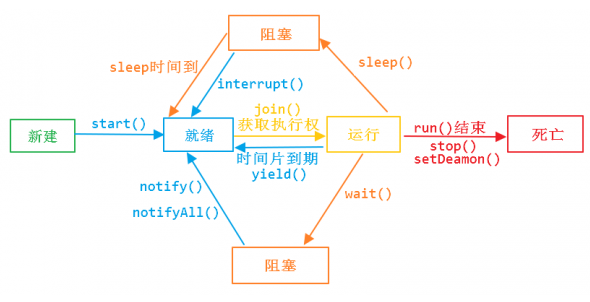 阻塞
sleep时间到
sleep()
interrupt()
join()
获取执行权
start()
新建
就绪
运行
run()结束
死亡
stop()
setDeamon()
时间片到期
yield()
notify()
notifyAll()
wait()
阻塞